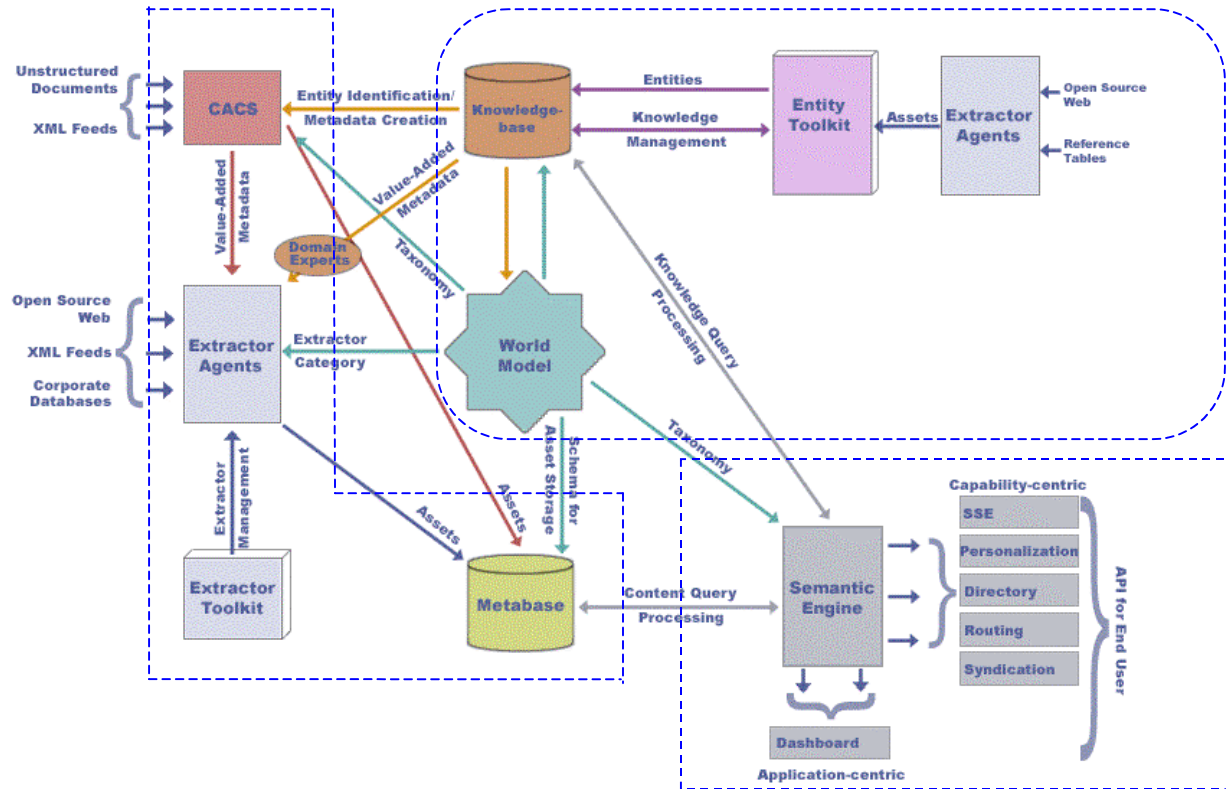 Unstructured
Documents
XML Feeds
CACS
Entity Identification/
Metadata Creation
Knowledge-
base
Entities
Knowledge
Management
Entity
Toolkit
Assets
Extractor
Agents
Open Source
Web
Reference
Tables
Value-Added
Metadata
Value-Added
Metadata
Domain
Experts
Taxonomy
Knowledge Query
Processing
Open Source
Web
XML Feeds
Corporate
Databases
Extractor
Agents
Extractor
Category
World
Model
Taxonomy
Schema for
Asset Storage
Extractor
Management
Assets
Assets
Extractor
Toolkit
Metabase
Content Query
Processing
Semantic
Engine
Capability-centric
SSE
Personalization
Directory
Routing
Syndication
API for End User
Dashboard
Application-centric